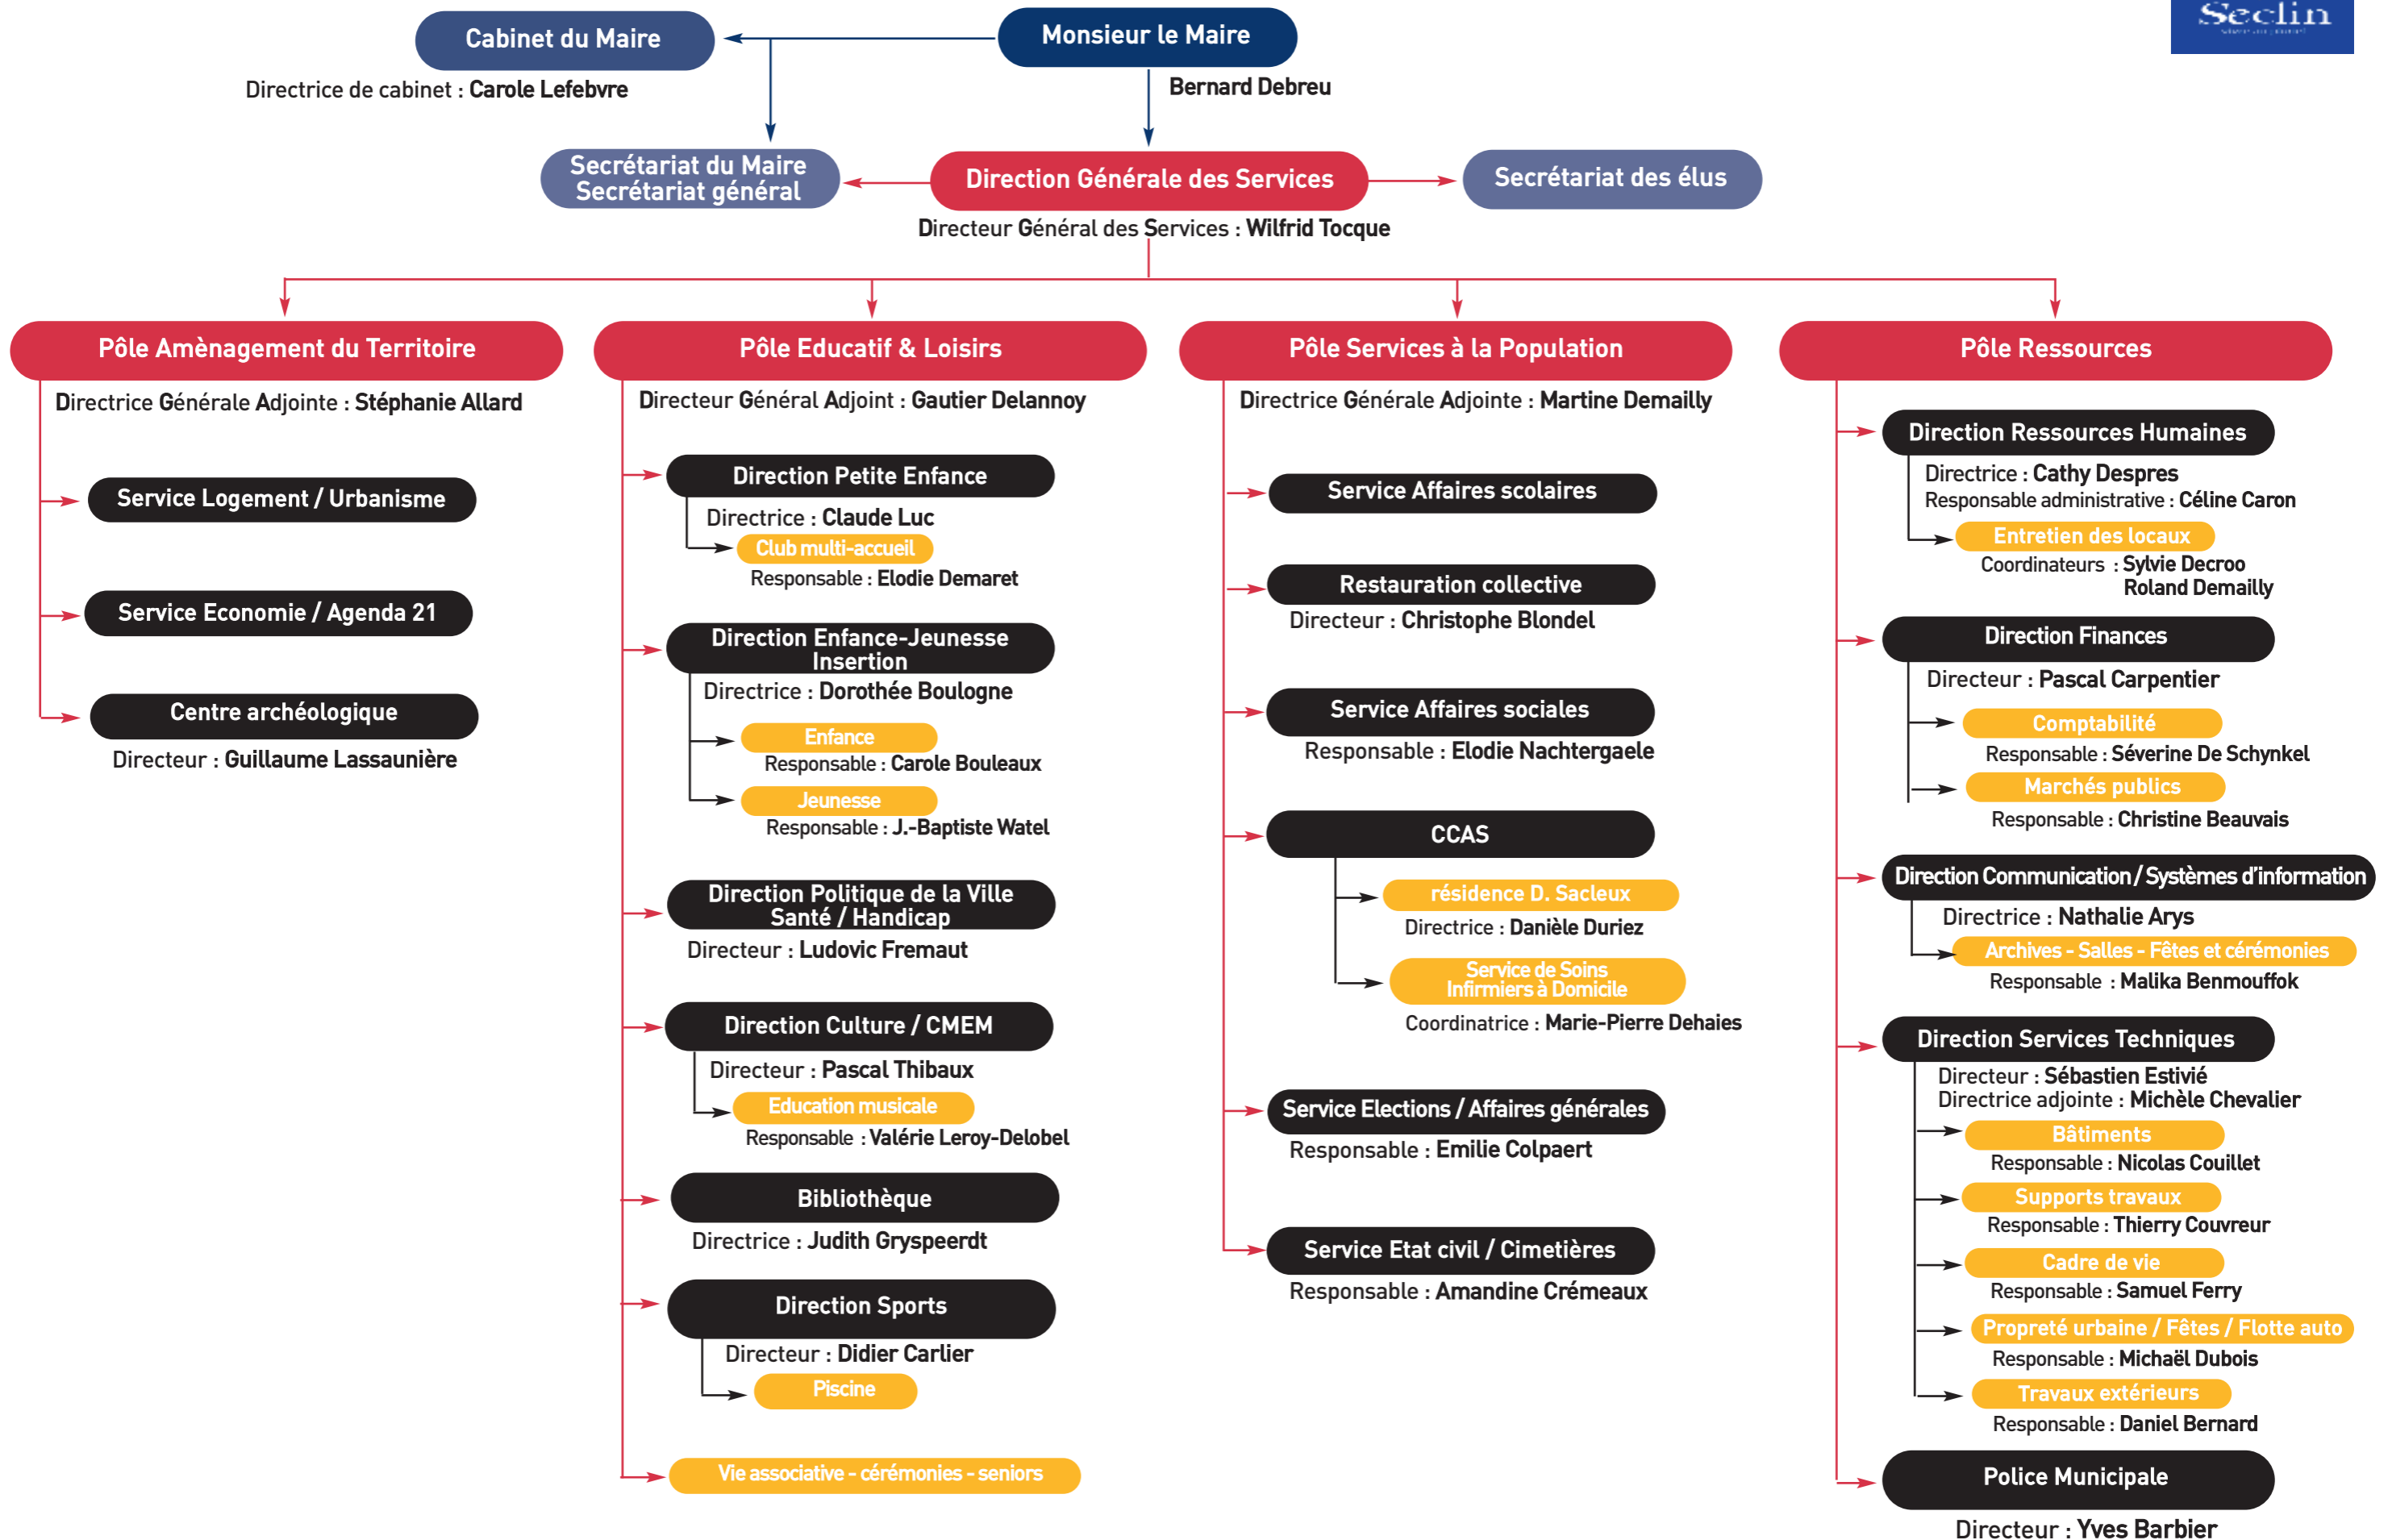 Seclin
Cabinet du Maire
Monsieur le Maire
Directrice de cabinet : Carole Lefebvre
Bernard Debreu
Secrétariat du Maire
Secrétariat général
Direction Générale des Services
Secrétariat des élus
Directeur Général des Services : Wilfrid Tocque
Pôle Amènagement du Territoire
Directrice Générale Adjointe : Stéphanie Allard
Service Logement / Urbanisme
Service Economie / Agenda 21
Centre archéologique
Directeur : Guillaume Lassaunière
Pôle Educatif & Loisirs
Directeur Général Adjoint : Gautier Delannoy
Direction Petite Enfance
Directrice : Claude Luc
Club multi-accueil
Responsable : Elodie Demaret
Direction Enfance-Jeunesse
Insertion
Directrice : Dorothée Boulogne
Enfance
Responsable : Carole Bouleaux
Jeunesse
Responsable : J.-Baptiste Watel
Direction Politique de la Ville
Santé / Handicap
Directeur : Ludovic Fremaut
Direction Culture / CMEM
Directeur : Pascal Thibaux
Education musicale
Responsable : Valérie Leroy-Delobel
Bibliothèque
Directrice : Judith Gryspeerdt
Direction Sports
Directeur : Didier Carlier
Piscine
Vie associative - cérémonies - seniors
Pôle Services à la Population
Directrice Générale Adjointe : Martine Demailly
Service Affaires scolaires
Restauration collective
Directeur : Christophe Blondel
Service Affaires sociales
Responsable : Elodie Nachtergaele
CCAS
résidence D. Sacleux
Directrice : Danièle Duriez
Service de Soins
Infirmiers à Domicile
Coordinatrice : Marie-Pierre Dehaies
Service Elections / Affaires générales
Responsable : Emilie Colpaert
Service Etat civil / Cimetières
Responsable : Amandine Crémeaux
Pôle Ressources
Direction Ressources Humaines
Directrice : Cathy Despres
Responsable administrative : Céline Caron
Entretien des locaux
Coordinateurs : Sylvie Decroo
Roland Demailly
Direction Finances
Directeur : Pascal Carpentier
Comptabilité
Responsable : Séverine De Schynkel
Marchés publics
Responsable : Christine Beauvais
Direction Communication / Systèmes d'information
Directrice : Nathalie Arys
Archives - Salles - Fêtes et cérémonies
Responsable : Malika Benmouffok
Direction Services Techniques
Directeur : Sébastien Estivié
Directrice adjointe : Michèle Chevalier
Bâtiments
Responsable : Nicolas Couillet
Supports travaux
Responsable : Thierry Couvreur
Cadre de vie
Responsable : Samuel Ferry
Propreté urbaine / Fêtes / Flotte auto
Responsable : Michaël Dubois
Travaux extérieurs
Responsable : Daniel Bernard
Police Municipale
Directeur : Yves Barbier